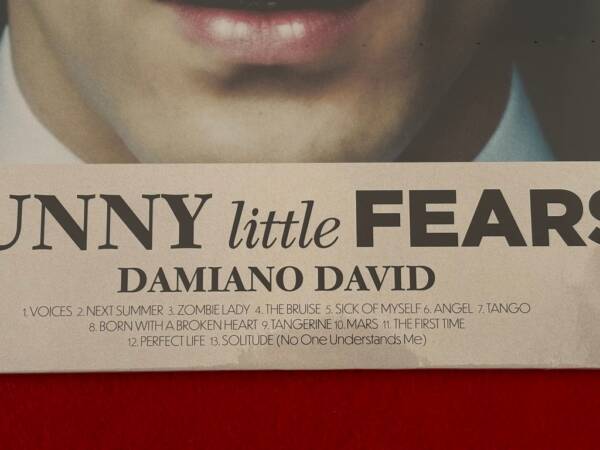 UNNY little FEARS
DAMIANO DAVID
1. VOICES 2. NEXT SUMMER 3. ZOMBIE LADY 4. THE BRUISE 5. SICK OF MYSELF 6. ANGEL 7. TANGO
8. BORN WITH A BROKEN HEART 9. TANGERINE 10. MARS 11. THE FIRST TIME
12. PERFECT LIFE 13. SOLITUDE (No One Understands Me)